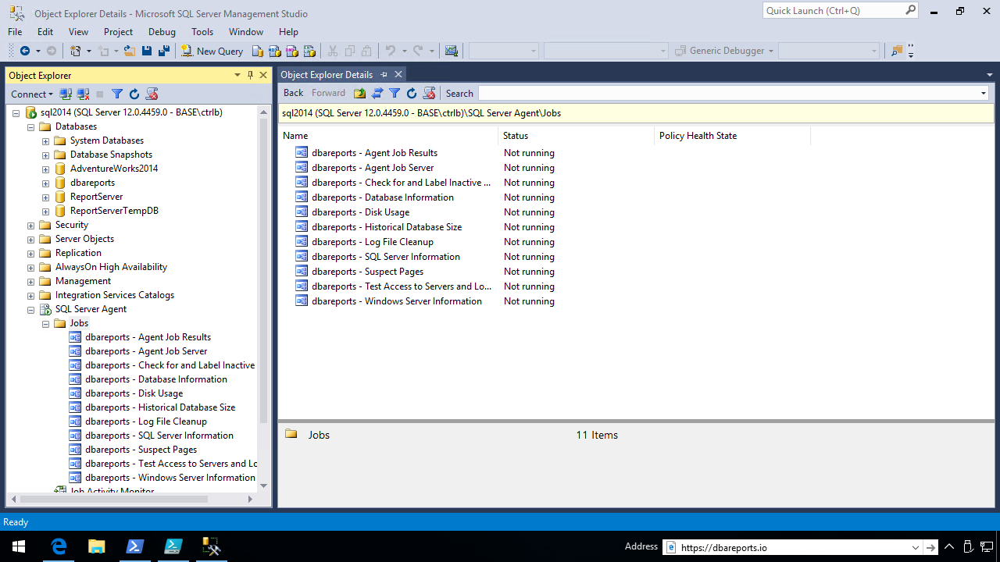 Object Explorer Details - Microsoft SQL Server Management Studio
Quick Launch (Ctrl+Q)
File Edit View Project Debug Tools Window Help
New Query
Generic Debugger
Object Explorer
Connect
sql2014 (SQL Server 12.0.4459.0 - BASE\ctrlb)
Databases
System Databases
Database Snapshots
AdventureWorks2014
dbareports
ReportServer
ReportServerTempDB
Security
Server Objects
Replication
AlwaysOn High Availability
Management
Integration Services Catalogs
SQL Server Agent
Jobs
dbareports - Agent Job Results
dbareports - Agent Job Server
dbareports - Check for and Label Inactive
dbareports - Database Information
dbareports - Disk Usage
dbareports - Historical Database Size
dbareports - Log File Cleanup
dbareports - SQL Server Information
dbareports - Suspect Pages
dbareports - Test Access to Servers and Lo
dbareports - Windows Server Information
Job Activity Monitor
Object Explorer Details
Back Forward Search
sql2014 (SQL Server 12.0.4459.0 - BASE\ctrlb)\SQL Server Agent\Jobs
Name Status Policy Health State
dbareports - Agent Job Results Not running
dbareports - Agent Job Server Not running
dbareports - Check for and Label Inactive ... Not running
dbareports - Database Information Not running
dbareports - Disk Usage Not running
dbareports - Historical Database Size Not running
dbareports - Log File Cleanup Not running
dbareports - SQL Server Information Not running
dbareports - Suspect Pages Not running
dbareports - Test Access to Servers and Lo... Not running
dbareports - Windows Server Information Not running
Jobs 11 Items
Ready
Address https://dbareports.io